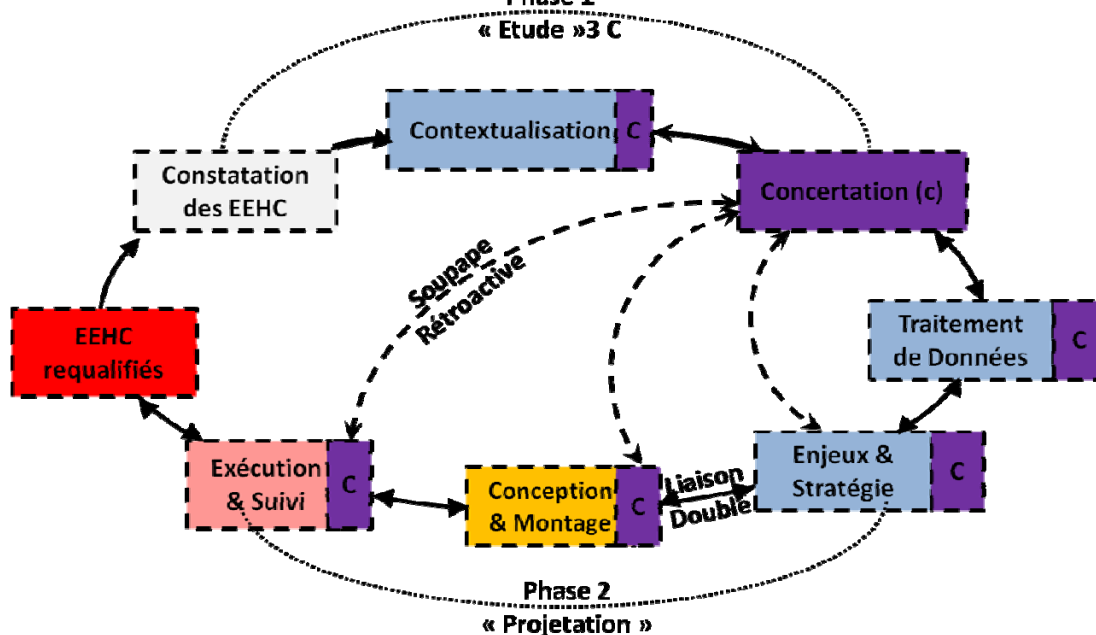 « Etude »3 C
Contextualisation C
Constatation
des EEHC
Concertation (c)
Soupape
Rétroactive
EEHC
requalifiés
Traitement
de Données
C
Exécution
& Suivi
C
Conception
& Montage
C
Liaison
Double
Enjeux &
Stratégie
C
Phase 2
« Projetation »